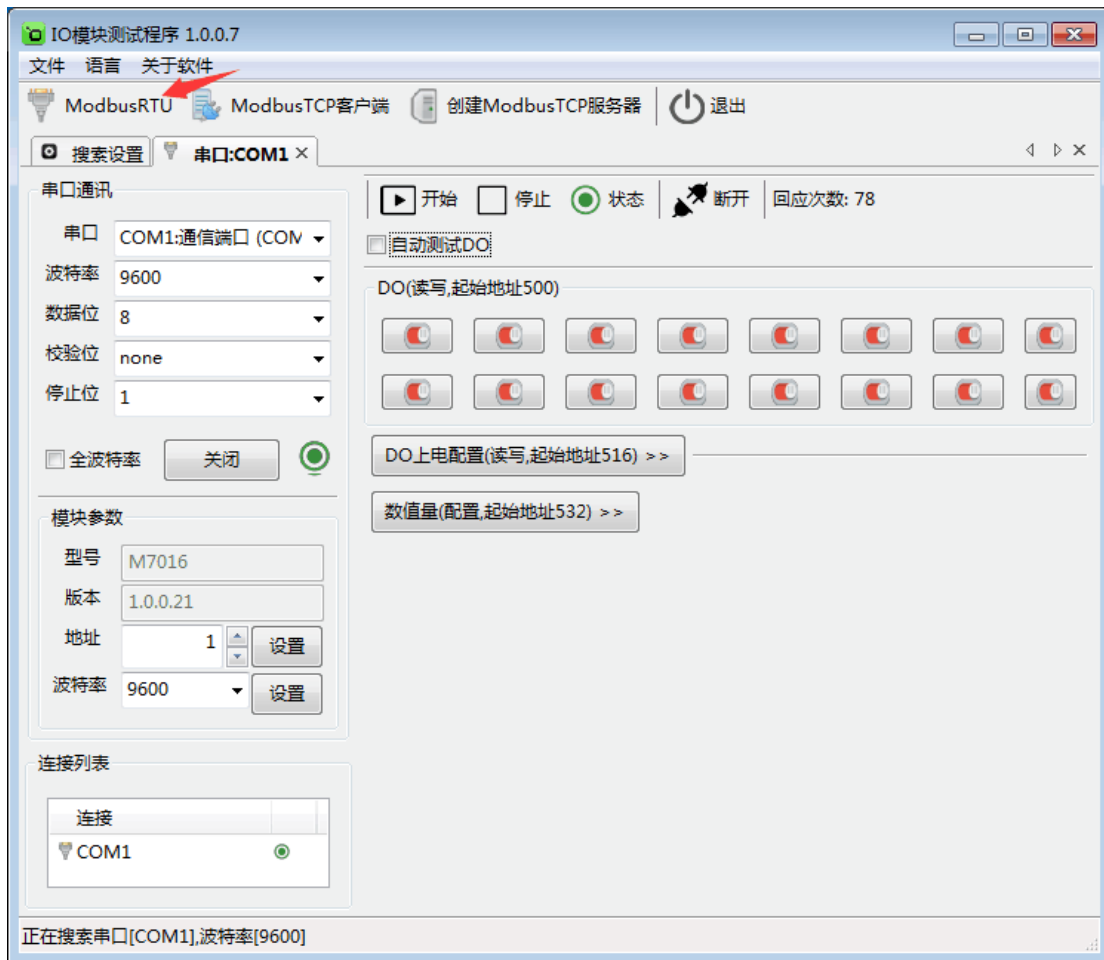 IO模块测试程序 1.0.0.7
文件 语言 关于软件
ModbusRTU ModbusTCP客户端 创建ModbusTCP服务器 退出
搜索设置 串口:COM1
串口通讯
串口 COM1:通信端口 (COM
波特率 9600
数据位 8
校验位 none
停止位 1
全波特率 关闭
模块参数
型号 M7016
版本 1.0.0.21
地址 1 设置
波特率 9600 设置
连接列表
连接
COM1
开始 停止 状态 断开 回应次数: 78
自动测试DO
DO(读写,起始地址500)
DO上电配置(读写,起始地址516) >>
数值量(配置,起始地址532) >>
正在搜索串口[COM1],波特率[9600]